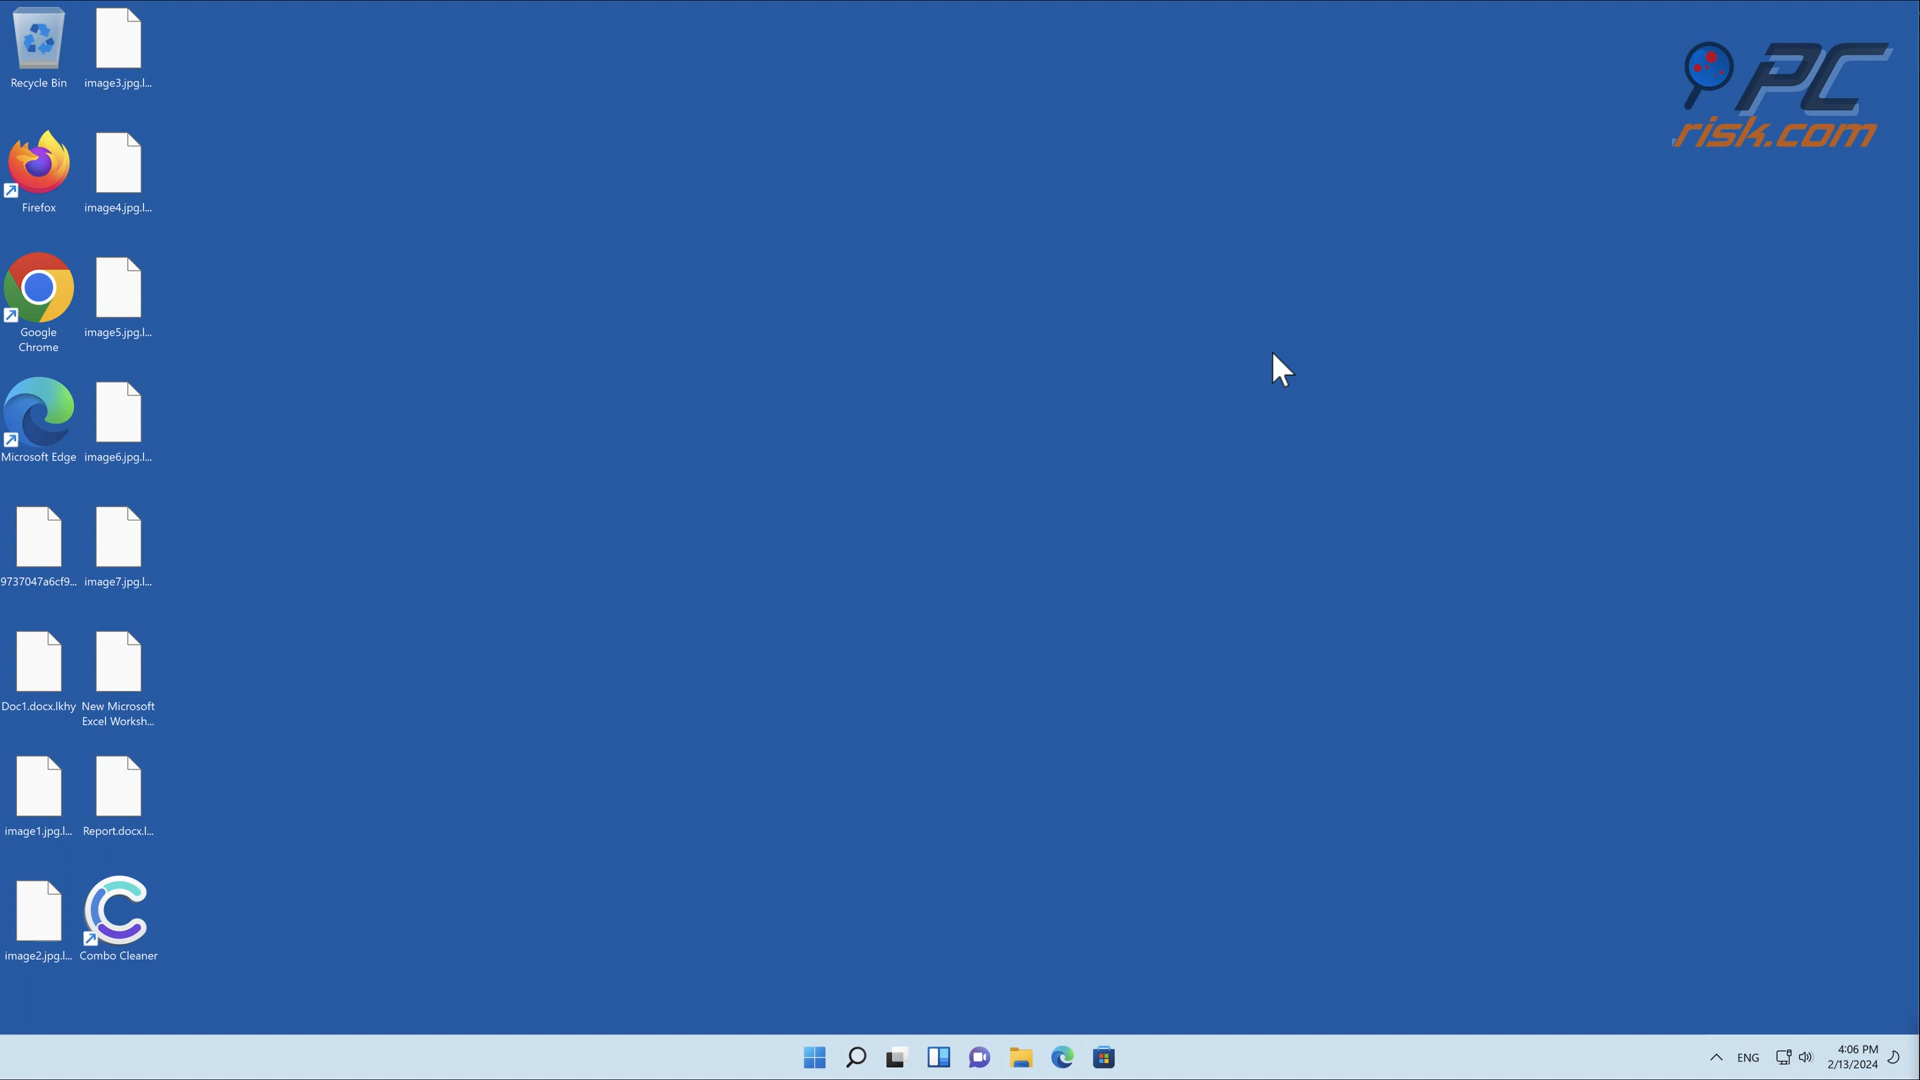 Recycle Bin
image3.jpg.l...
Firefox
image4.jpg.l...
Google
Chrome
image5.jpg.l...
Microsoft Edge
image6.jpg.l...
9737047a6cf9...
image7.jpg.l...
Doc1.docx.lkhy
New Microsoft
Excel Worksh...
image1.jpg.l...
Report.docx.l...
image2.jpg.l...
Combo Cleaner
PC
risk.com
ENG
4:06 PM
2/13/2024